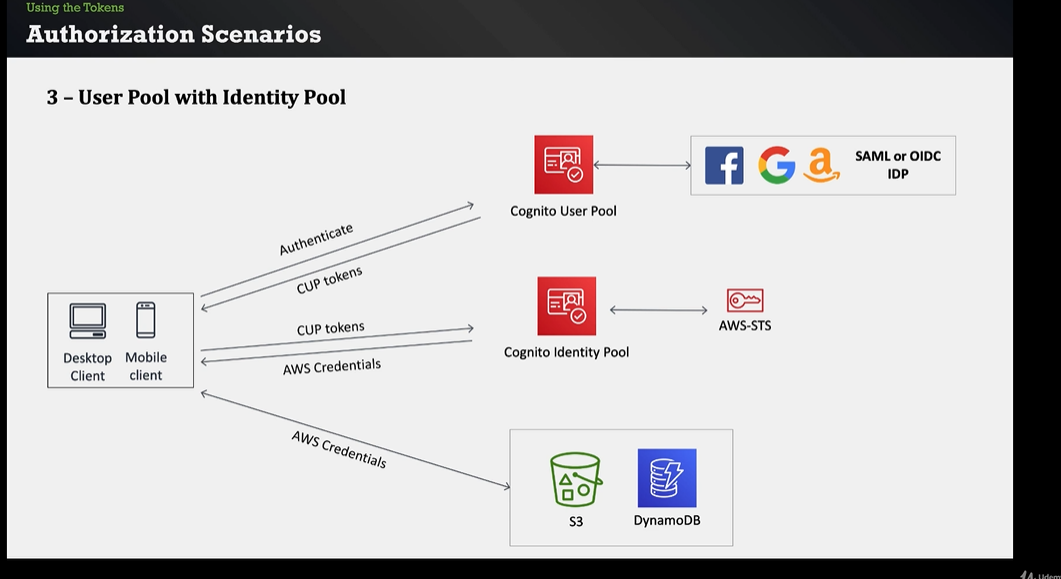 Using the Tokens
Authorization Scenarios
3 – User Pool with Identity Pool
SAML or OIDC
IDP
Cognito User Pool
Authenticate
CUP tokens
CUP tokens
AWS Credentials
Cognito Identity Pool
AWS-STS
Desktop
Client
Mobile
client
AWS Credentials
S3
DynamoDB